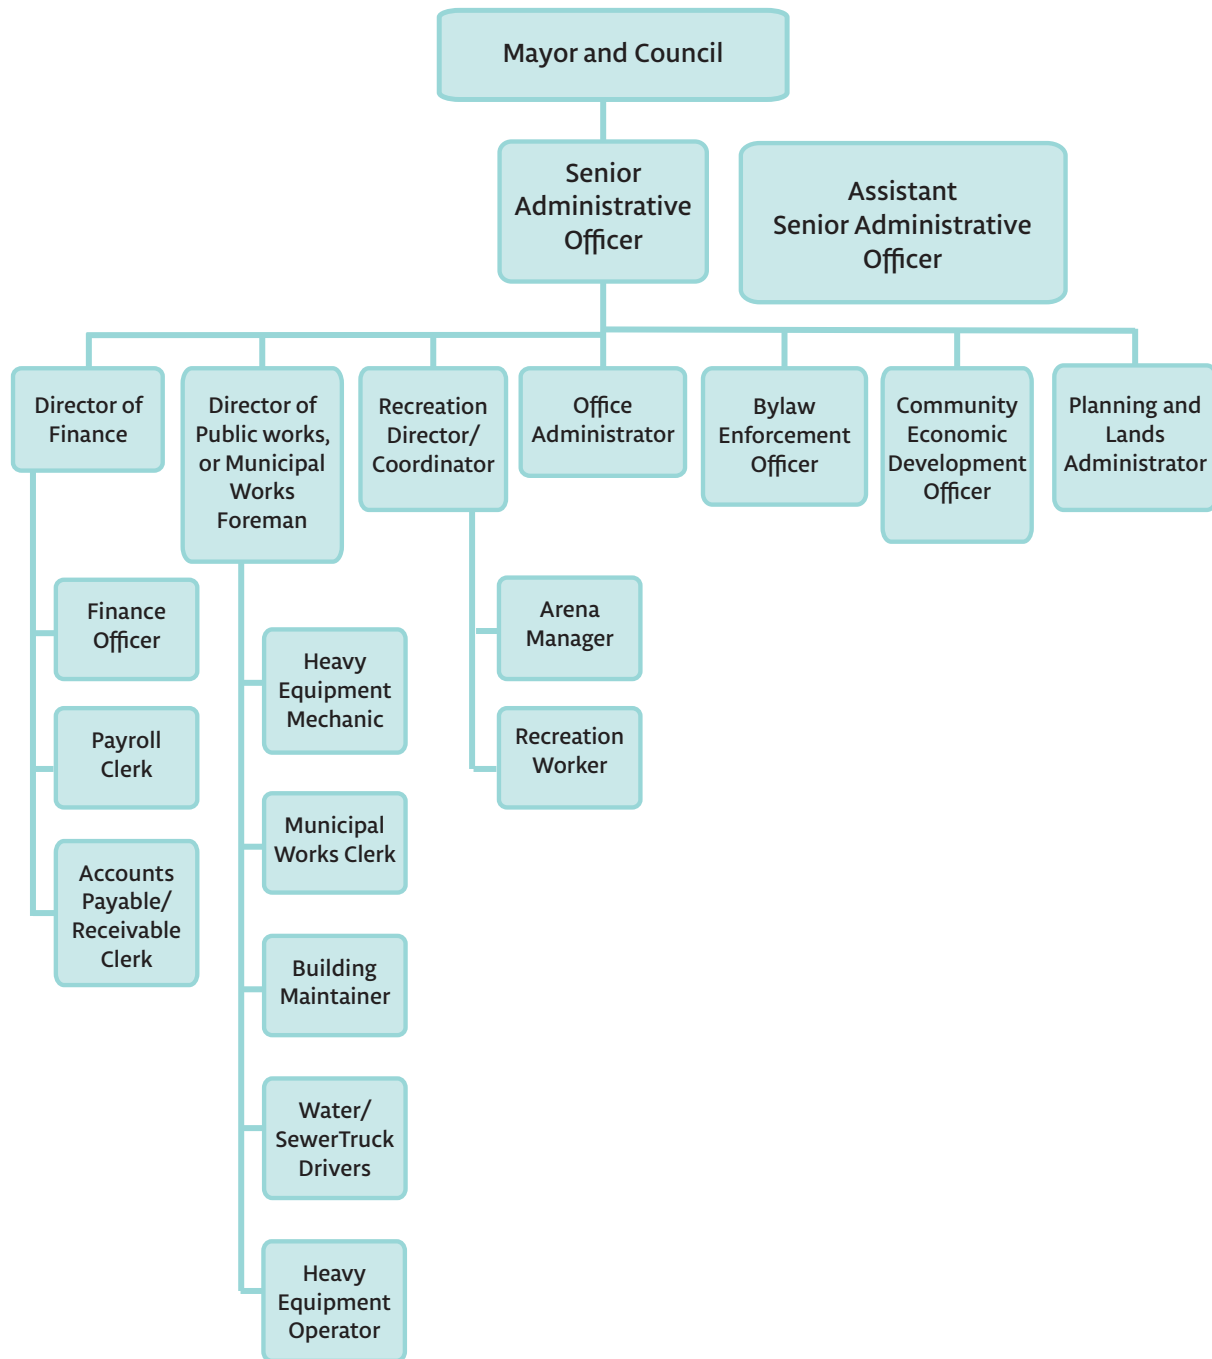 Mayor and Council
Senior
Administrative
Officer
Assistant
Senior Administrative
Officer
Director of
Finance
Director of
Public works,
or Municipal
Works
Foreman
Recreation
Director/
Coordinator
Office
Administrator
Bylaw
Enforcement
Officer
Community
Economic
Development
Officer
Planning and
Lands
Administrator
Finance
Officer
Payroll
Clerk
Accounts
Payable/
Receivable
Clerk
Heavy
Equipment
Mechanic
Municipal
Works Clerk
Building
Maintainer
Water/
SewerTruck
Drivers
Heavy
Equipment
Operator
Arena
Manager
Recreation
Worker